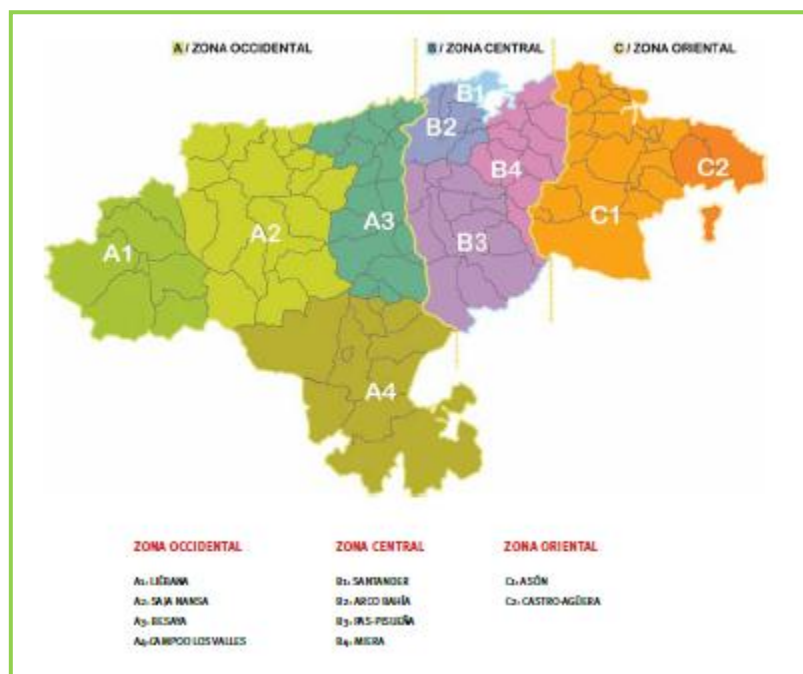 A / ZONA OCCIDENTAL
B / ZONA CENTRAL
C / ZONA ORIENTAL
B1
B2
B4
C2
A3
C1
A2
A1
B3
A4
ZONA OCCIDENTAL
A1- LIÉBANA
A2- SAJA NANSA
A3- BESAYA
A4- CAMPOO LOS VALLES
ZONA CENTRAL
B1- SANTANDER
B2- ARCO BAHÍA
B3- PAS-PISUEÑA
B4- MIERA
ZONA ORIENTAL
C1- ASÓN
C2- CASTRO-AGÜERA